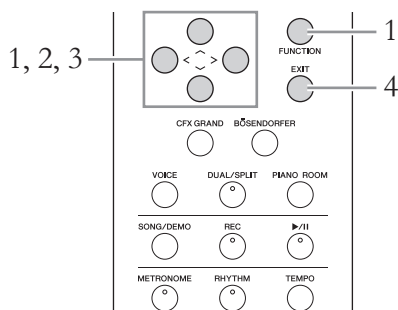 1
FUNCTION
1, 2, 3
< >
EXIT
4
CFX GRAND BÖSENDORFER
VOICE DUAL/SPLIT PIANO ROOM
SONG/DEMO REC ▶/II
METRONOME RHYTHM TEMPO